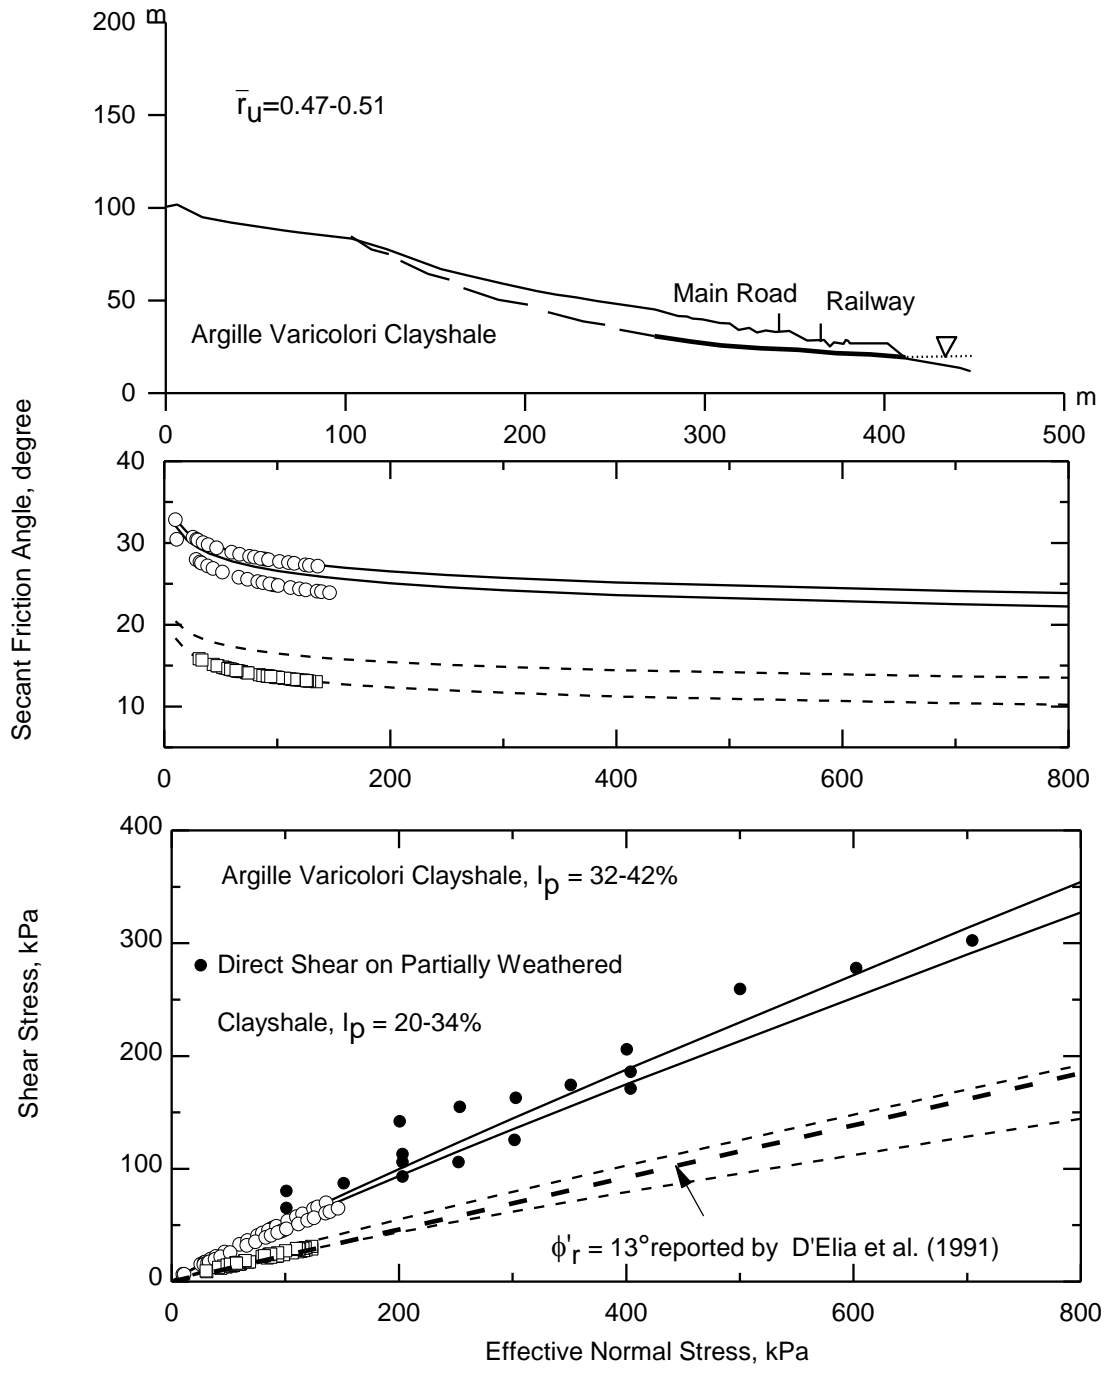 200 m
r̅u=0.47-0.51
150
100
50
Main Road
Railway
Argille Varicolori Clayshale
0
m
0 100 200 300 400 500
Secant Friction Angle, degree
40
30
20
10
0 200 400 600 800
Shear Stress, kPa
400
Argille Varicolori Clayshale, Ip = 32-42%
300
Direct Shear on Partially Weathered
Clayshale, Ip = 20-34%
200
100
ϕ'r = 13° reported by D'Elia et al. (1991)
0
0 200 400 600 800
Effective Normal Stress, kPa